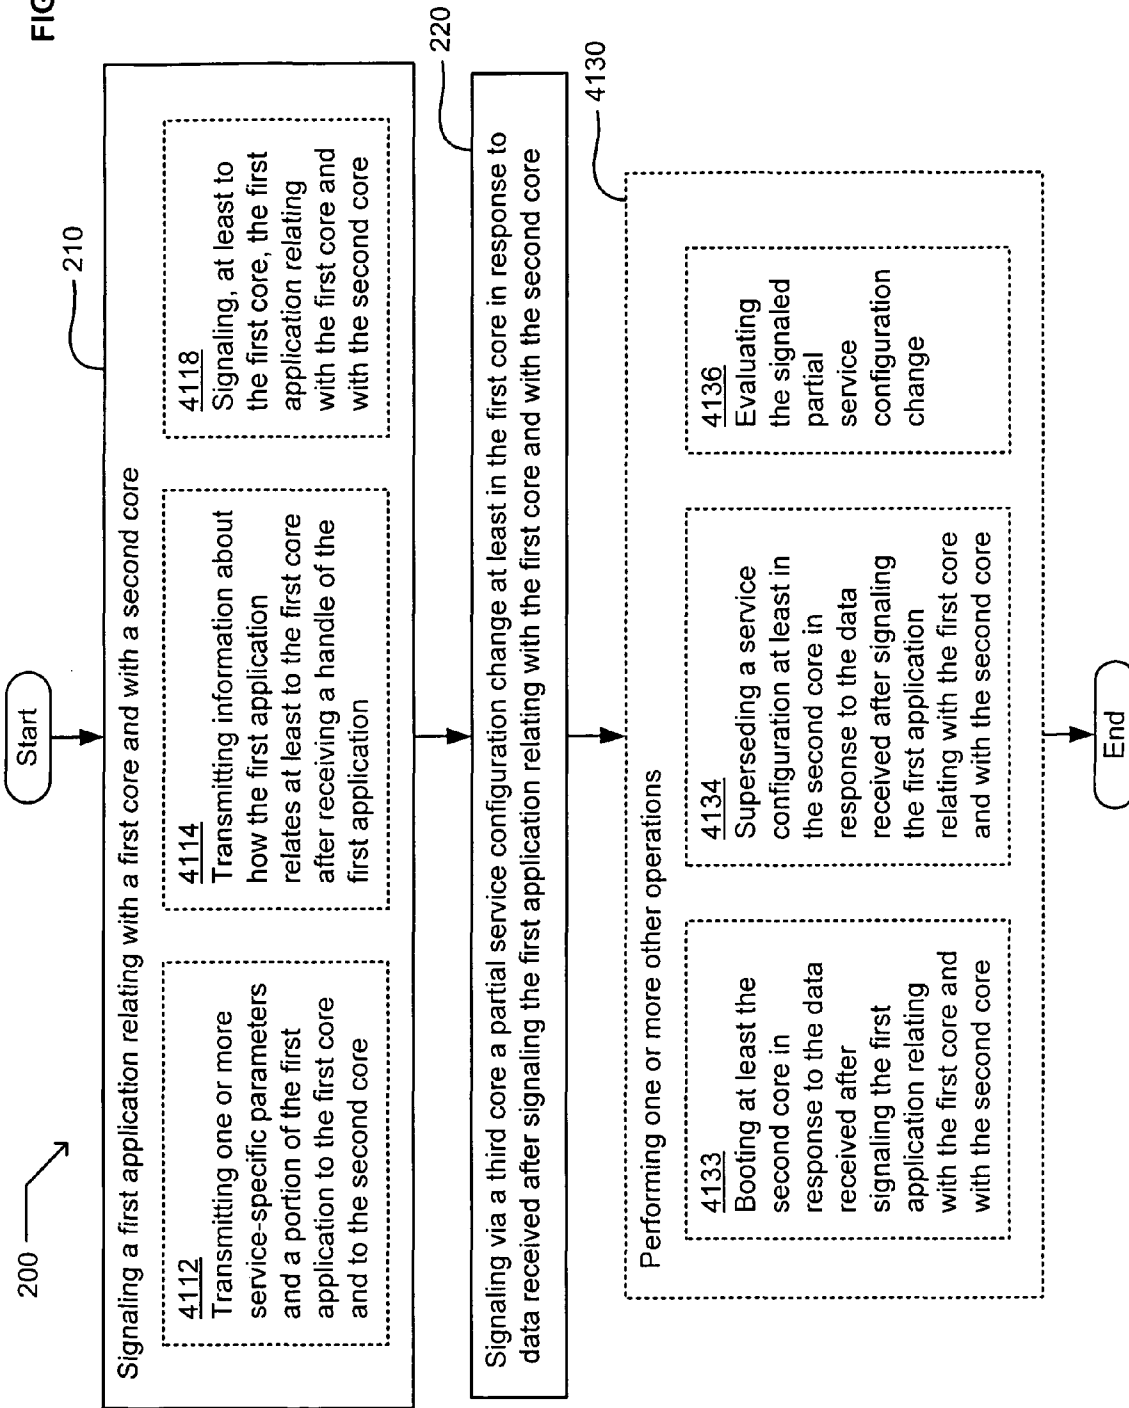 FIG
200
Start
210
Signaling a first application relating with a first core and with a second core
4112
Transmitting one or more
service-specific parameters
and a portion of the first
application to the first core
and to the second core
4114
Transmitting information about
how the first application
relates at least to the first core
after receiving a handle of the
first application
4118
Signaling, at least to
the first core, the first
application relating
with the first core and
with the second core
220
Signaling via a third core a partial service configuration change at least in the first core in response to
data received after signaling the first application relating with the first core and with the second core
4130
Performing one or more other operations
4133
Booting at least the
second core in
response to the data
received after
signaling the first
application relating
with the first core and
with the second core
4134
Superseding a service
configuration at least in
the second core in
response to the data
received after signaling
the first application
relating with the first core
and with the second core
4136
Evaluating
the signaled
partial
service
configuration
change
End